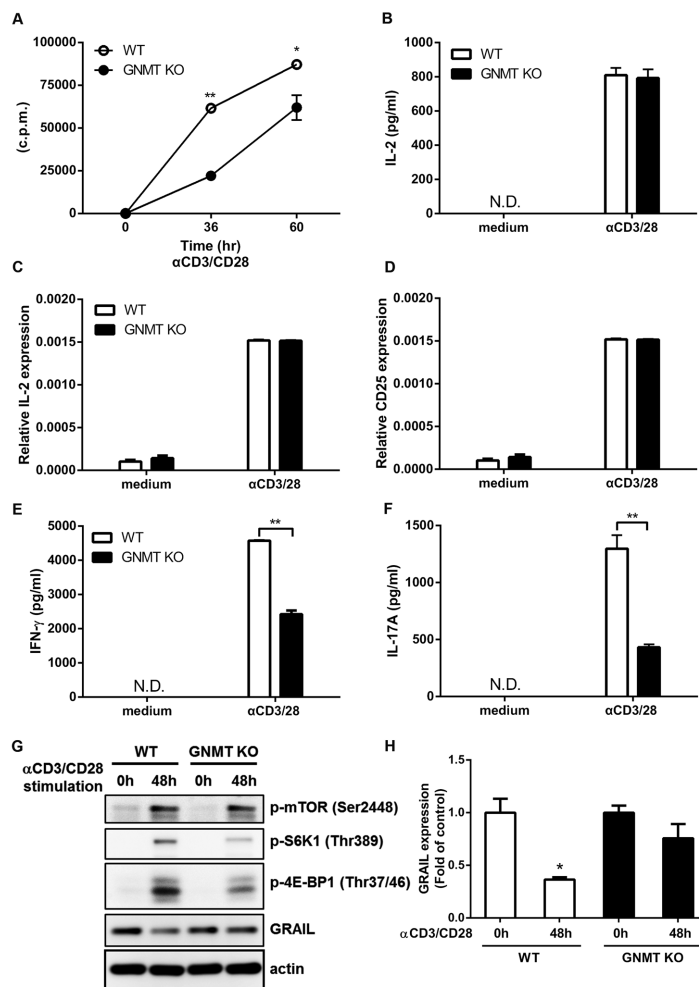 A
100000
75000
50000
25000
0
(c.p.m.)
WT
GNMT KO
**
*
0
36
60
Time (hr)
αCD3/CD28
B
1000
800
600
400
200
0
IL-2 (pg/ml)
WT
GNMT KO
N.D.
medium
αCD3/28
C
0.0020
0.0015
0.0010
0.0005
0.0000
Relative IL-2 expression
WT
GNMT KO
medium
αCD3/28
D
0.0020
0.0015
0.0010
0.0005
0.0000
Relative CD25 expression
medium
αCD3/28
E
5000
4000
3000
2000
1000
0
IFN-γ (pg/ml)
WT
GNMT KO
**
N.D.
medium
αCD3/28
F
1500
1000
500
0
IL-17A (pg/ml)
**
N.D.
medium
αCD3/28
G
WT
GNMT KO
αCD3/CD28
stimulation
0h
48h
0h
48h
p-mTOR (Ser2448)
p-S6K1 (Thr389)
p-4E-BP1 (Thr37/46)
GRAIL
actin
H
1.5
1.0
0.5
0.0
GRAIL expression
(Fold of control)
*
αCD3/CD28
0h
48h
0h
48h
WT
GNMT KO